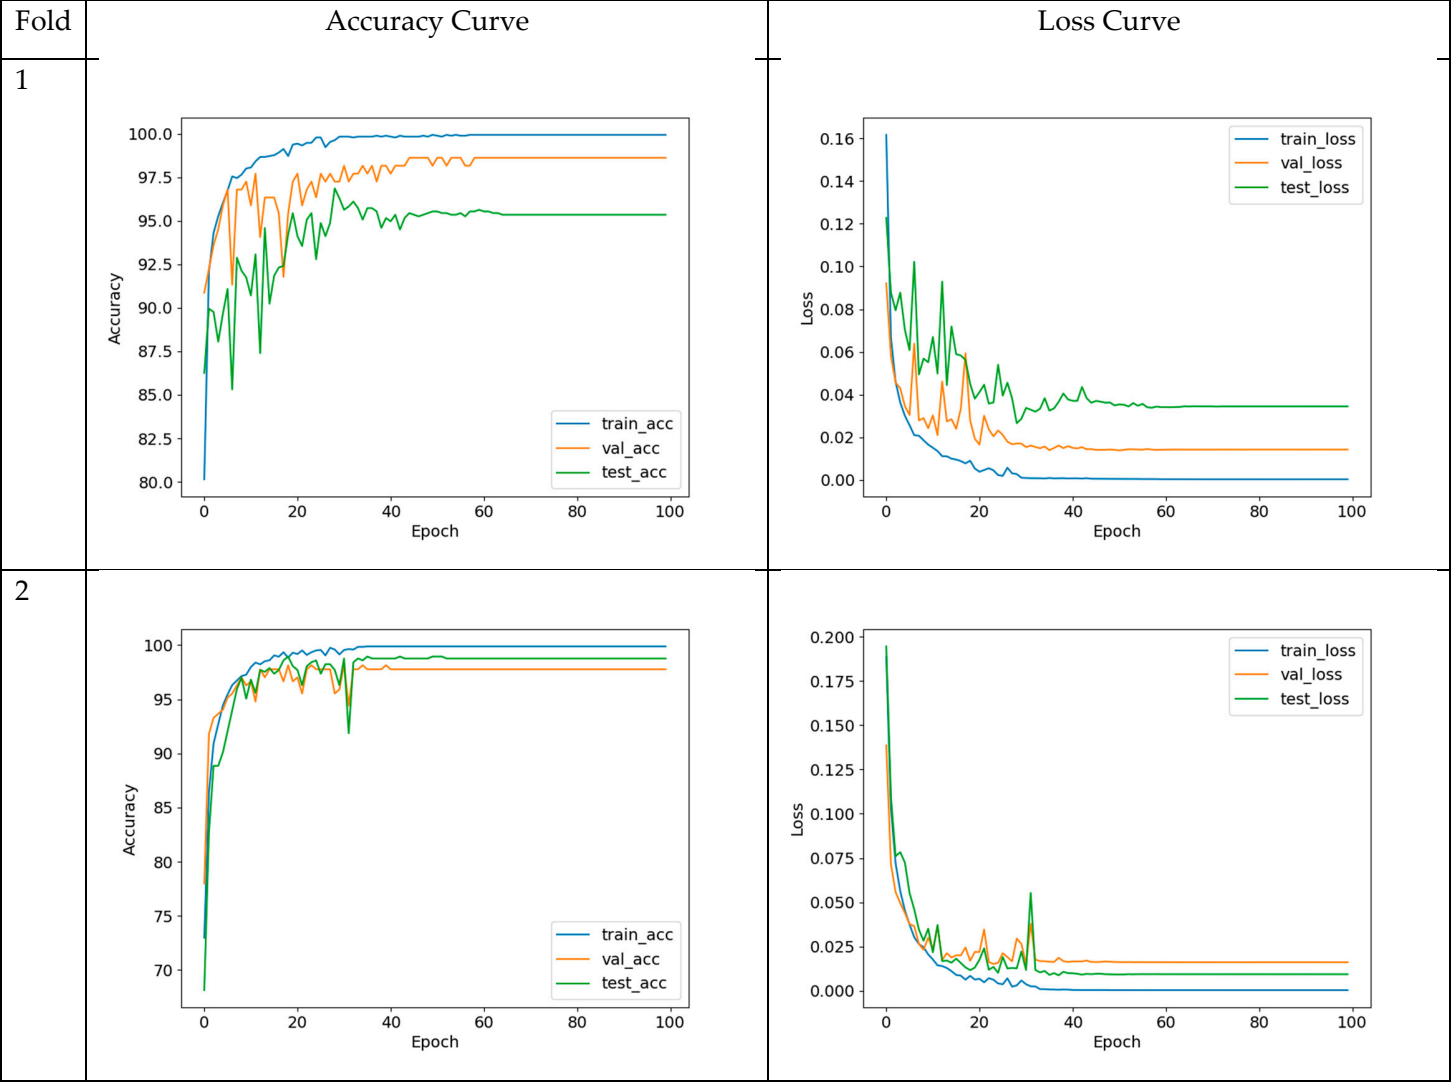 Fold Accuracy Curve Loss Curve
1
100.0
97.5
95.0
92.5
90.0
87.5
85.0
82.5
80.0
Accuracy
train_acc
val_acc
test_acc
0 20 40 60 80 100
Epoch
0.16
0.14
0.12
0.10
0.08
0.06
0.04
0.02
0.00
Loss
train_loss
val_loss
test_loss
0 20 40 60 80 100
Epoch
2
100
95
90
85
80
75
70
Accuracy
train_acc
val_acc
test_acc
0 20 40 60 80 100
Epoch
0.200
0.175
0.150
0.125
0.100
0.075
0.050
0.025
0.000
Loss
train_loss
val_loss
test_loss
0 20 40 60 80 100
Epoch